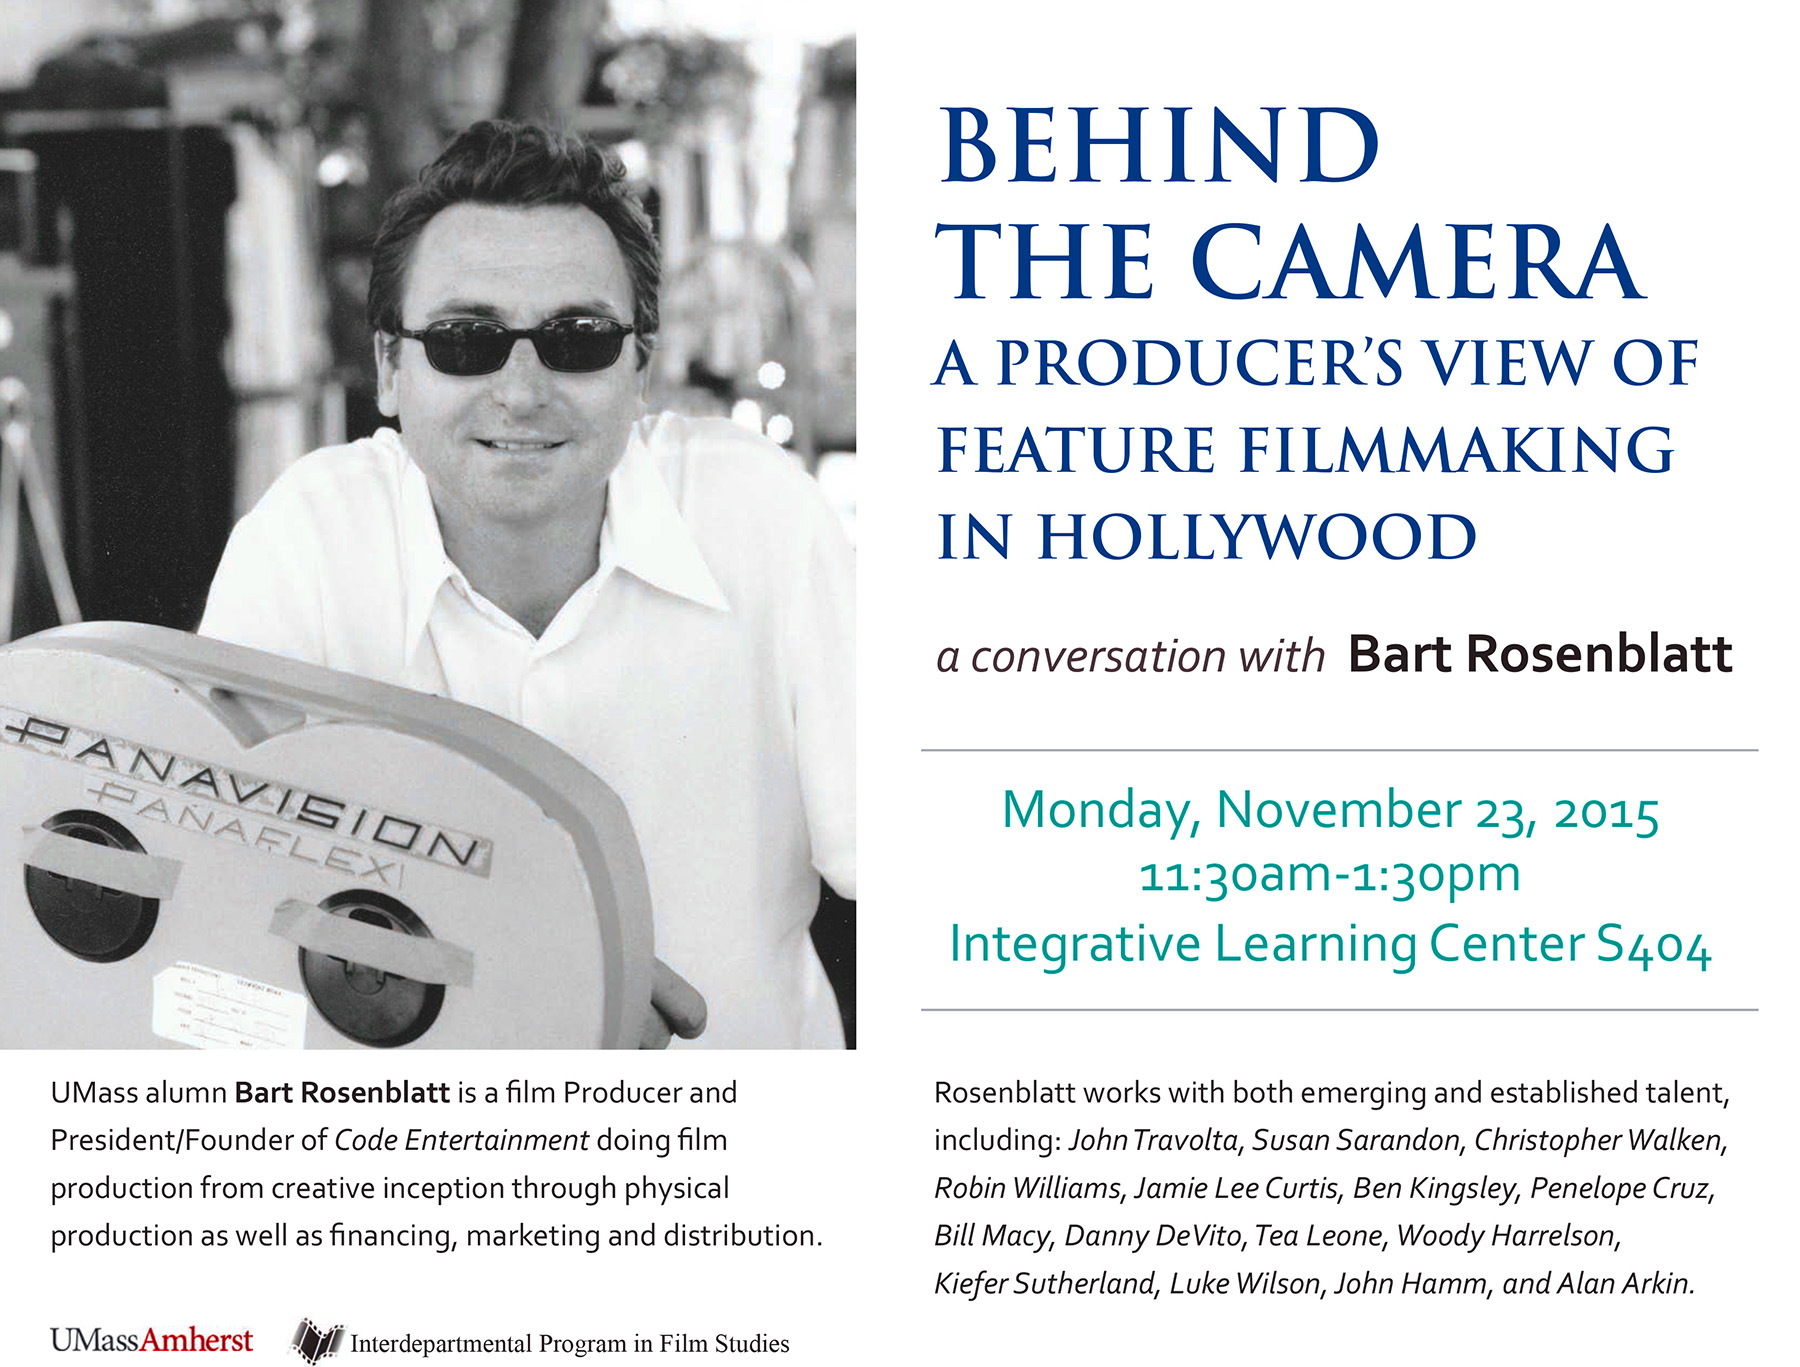 BEHIND
THE CAMERA
A PRODUCER'S VIEW OF
FEATURE FILMMAKING
IN HOLLYWOOD
a conversation with Bart Rosenblatt
Monday, November 23, 2015
11:30am-1:30pm
Integrative Learning Center S404
PANAVISION
PANAFLEX
UMass alumn Bart Rosenblatt is a film Producer and
President/Founder of Code Entertainment doing film
production from creative inception through physical
production as well as financing, marketing and distribution.
Rosenblatt works with both emerging and established talent,
including: John Travolta, Susan Sarandon, Christopher Walken,
Robin Williams, Jamie Lee Curtis, Ben Kingsley, Penelope Cruz,
Bill Macy, Danny DeVito, Tea Leone, Woody Harrelson,
Kiefer Sutherland, Luke Wilson, John Hamm, and Alan Arkin.
UMassAmherst
Interdepartmental Program in Film Studies